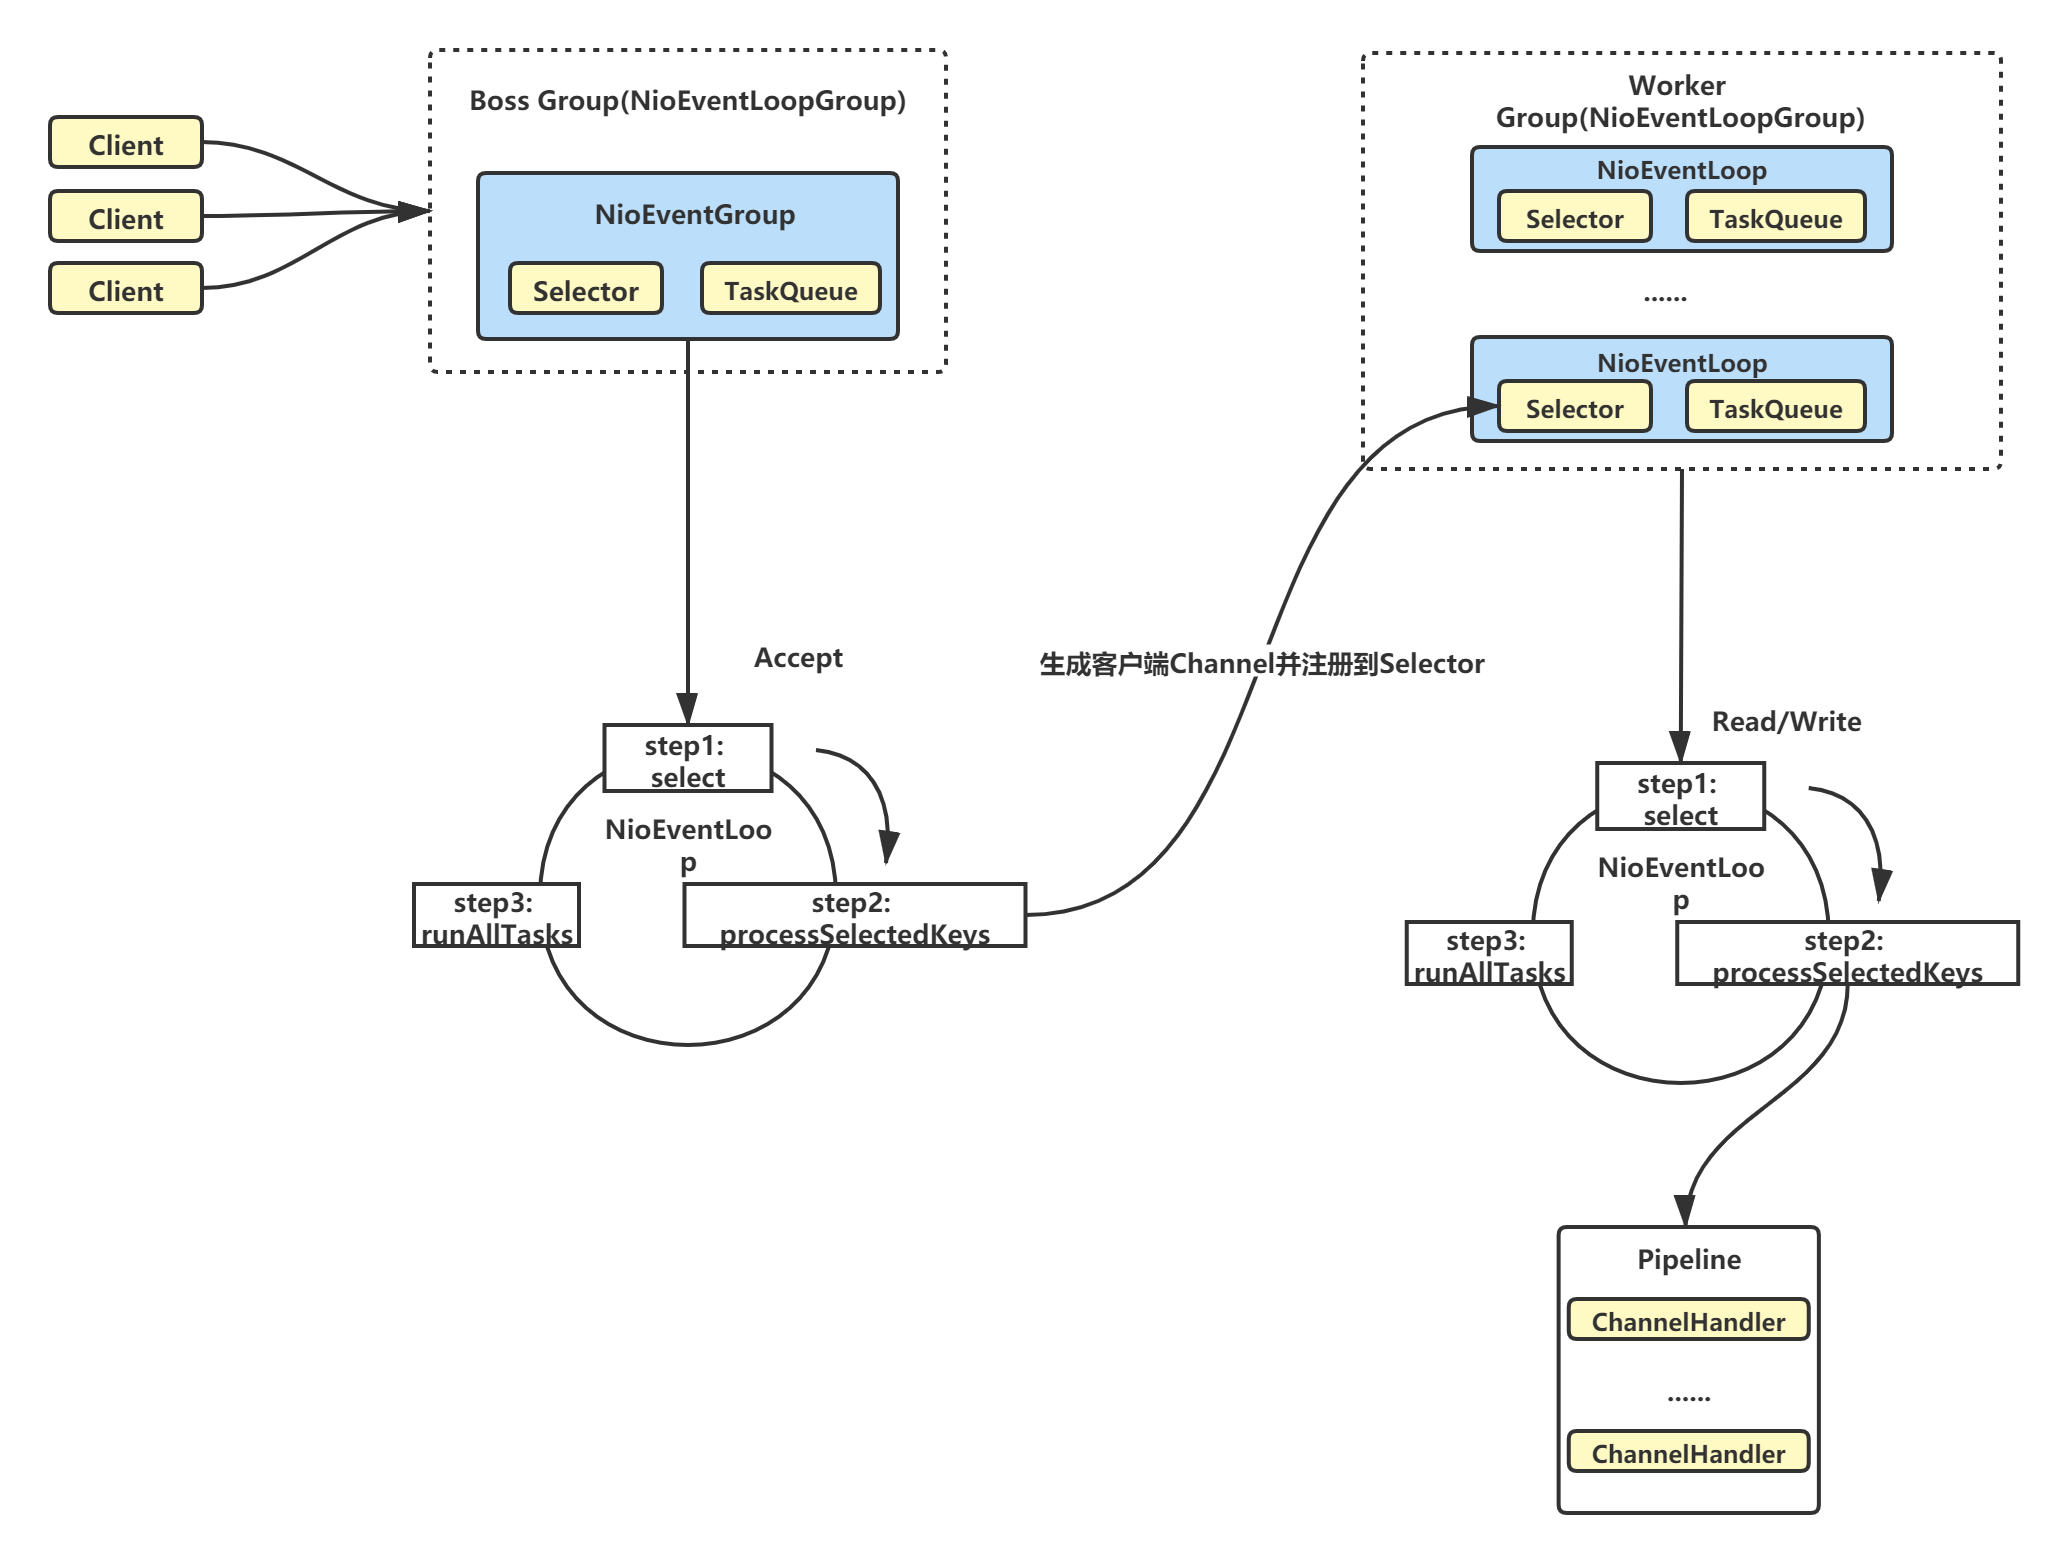 Client
Client
Client
Boss Group(NioEventLoopGroup)
NioEventGroup
Selector
TaskQueue
Accept
step1:
select
NioEventLoo
p
step3:
runAllTasks
step2:
processSelectedKeys
生成客户端Channel并注册到Selector
Worker
Group(NioEventLoopGroup)
NioEventLoop
Selector
TaskQueue
......
NioEventLoop
Selector
TaskQueue
Read/Write
step1:
select
NioEventLoo
p
step3:
runAllTasks
step2:
processSelectedKeys
Pipeline
ChannelHandler
......
ChannelHandler